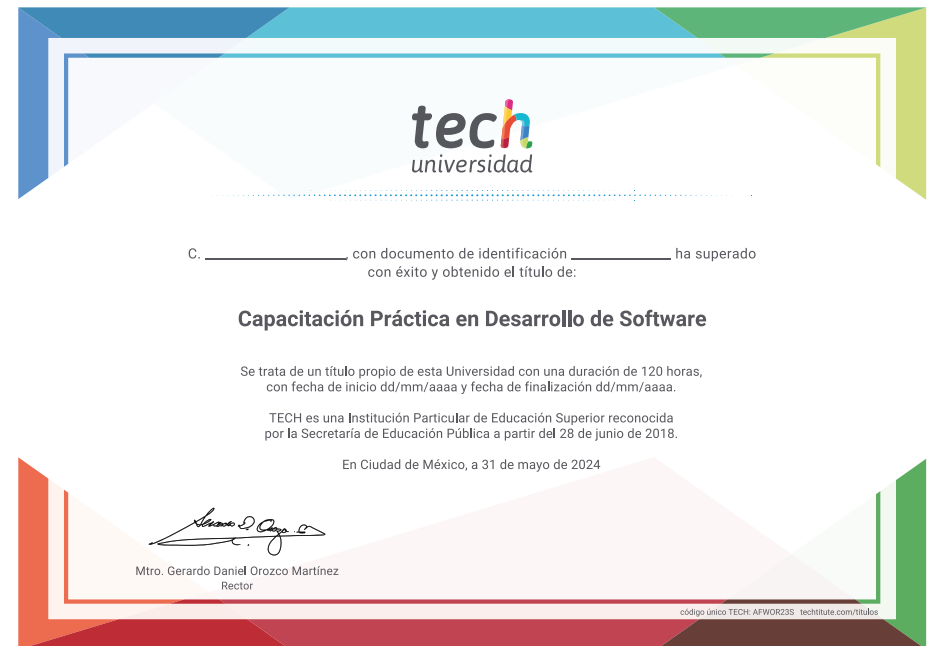 tech
universidad
C. ____________, con documento de identificación ____________ ha superado
con éxito y obtenido el título de:
Capacitación Práctica en Desarrollo de Software
Se trata de un título propio de esta Universidad con una duración de 120 horas,
con fecha de inicio dd/mm/aaaa y fecha de finalización dd/mm/aaaa.
TECH es una Institución Particular de Educación Superior reconocida
por la Secretaría de Educación Pública a partir del 28 de junio de 2018.
En Ciudad de México, a 31 de mayo de 2024
Mtro. Gerardo Daniel Orozco Martínez
Rector
código único TECH: AFWOR23S techtitute.com/titulos